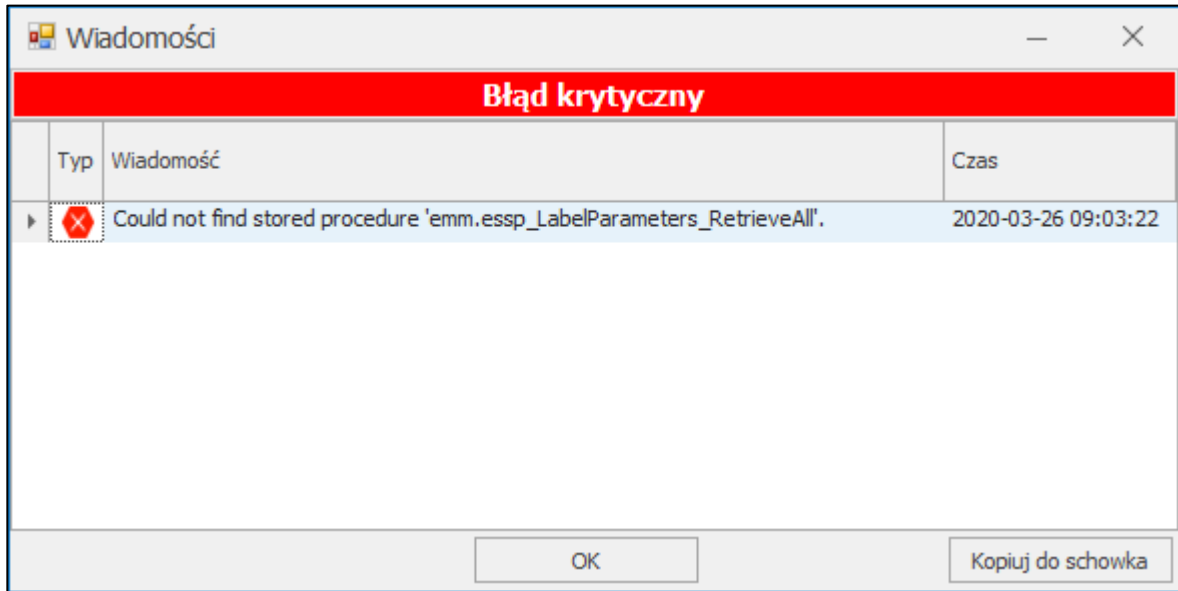 Wiadomości
Błąd krytyczny
Typ Wiadomość Czas
Could not find stored procedure 'emm.essp_LabelParameters_RetrieveAll'. 2020-03-26 09:03:22
OK Kopiuj do schowka